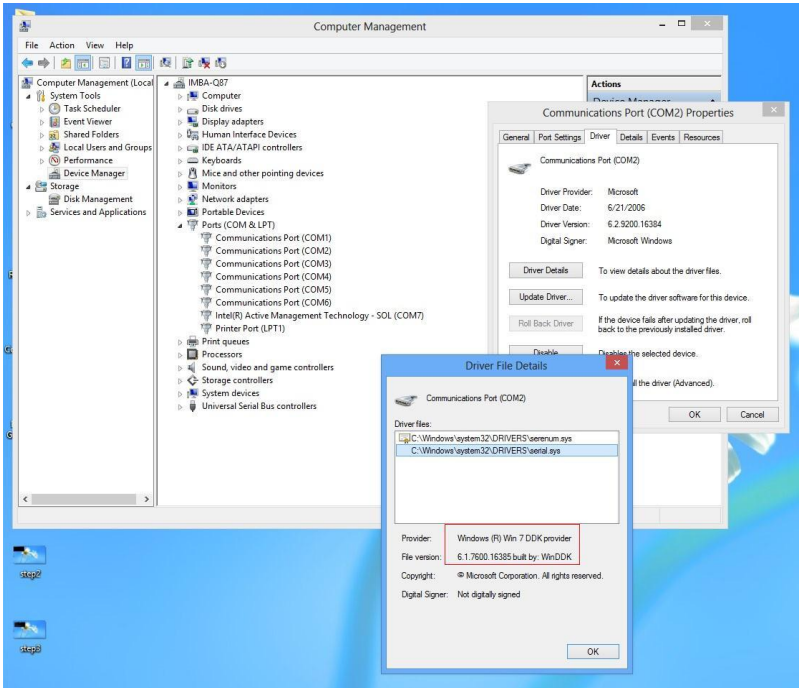 Computer Management
File Action View Help
Computer Management (Local
System Tools
Task Scheduler
Event Viewer
Shared Folders
Local Users and Groups
Performance
Device Manager
Storage
Disk Management
Services and Applications
IMBA-Q87
Computer
Disk drives
Display adapters
Human Interface Devices
IDE ATA/ATAPI controllers
Keyboards
Mice and other pointing devices
Monitors
Network adapters
Portable Devices
Ports (COM & LPT)
Communications Port (COM1)
Communications Port (COM2)
Communications Port (COM3)
Communications Port (COM4)
Communications Port (COM5)
Communications Port (COM6)
Intel(R) Active Management Technology - SOL (COM7)
Printer Port (LPT1)
Print queues
Processors
Sound, video and game controllers
Storage controllers
System devices
Universal Serial Bus controllers
Actions
Device Manager
Communications Port (COM2) Properties
General Port Settings Driver Details Events Resources
Communications Port (COM2)
Driver Provider: Microsoft
Driver Date: 6/21/2006
Driver Version: 6.2.9200.16384
Digital Signer: Microsoft Windows
Driver Details To view details about the driver files.
Update Driver... To update the driver software for this device.
Roll Back Driver If the device fails after updating the driver, roll
back to the previously installed driver.
Disable Disables the selected device.
all the driver (Advanced).
OK Cancel
Driver File Details
Communications Port (COM2)
Driver files:
C:\Windows\system32\DRIVERS\serenum.sys
C:\Windows\system32\DRIVERS\serial.sys
Provider: Windows (R) Win 7 DDK provider
File version: 6.1.7600.16385 built by: WinDDK
Copyright: © Microsoft Corporation. All rights reserved.
Digital Signer: Not digitally signed
OK
step2
step3